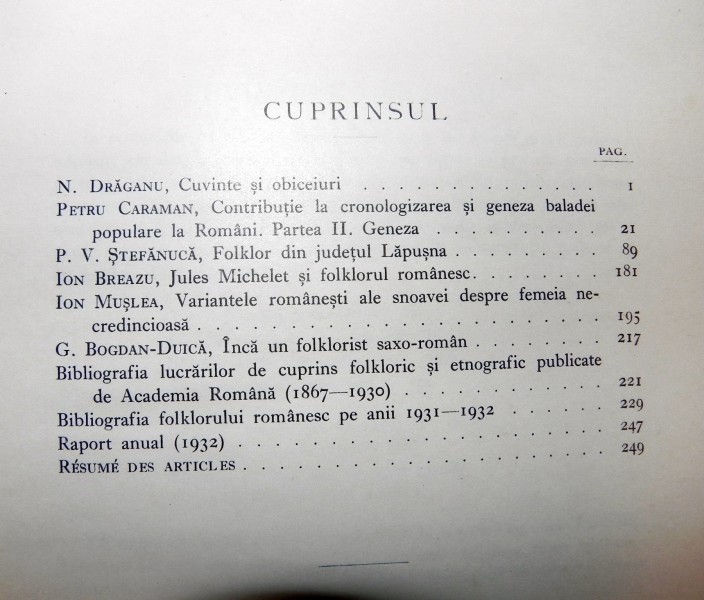 CUPRINSUL
PAG.
N. DRĂGANU, Cuvinte și obiceiuri . . . . . . . . . . . . . . 1
PETRU CARAMAN, Contribuție la cronologizarea și geneza baladei
populare la Români. Partea II. Geneza . . . . . . . . . 21
P. V. ȘTEFĂNUCĂ, Folklor din județul Lăpușna . . . . . . . . 89
ION BREAZU, Jules Michelet și folklorul românesc. . . . . . . . 181
ION MUȘLEA, Variantele românești ale snoavei despre femeia ne-
credincioasă . . . . . . . . . . . . . . . . . . . . . 195
G. BOGDAN-DUICĂ, Încă un folklorist saxo-român . . . . . . . 217
Bibliografia lucrărilor de cuprins folkloric și etnografic publicate
de Academia Română (1867—1930) . . . . . . . . . . . 221
Bibliografia folklorului românesc pe anii 1931—1932 . . . . . . 229
Raport anual (1932) . . . . . . . . . . . . . . . . . . . 247
RÉSUMÉ DES ARTICLES . . . . . . . . . . . . . . . . . . . 249